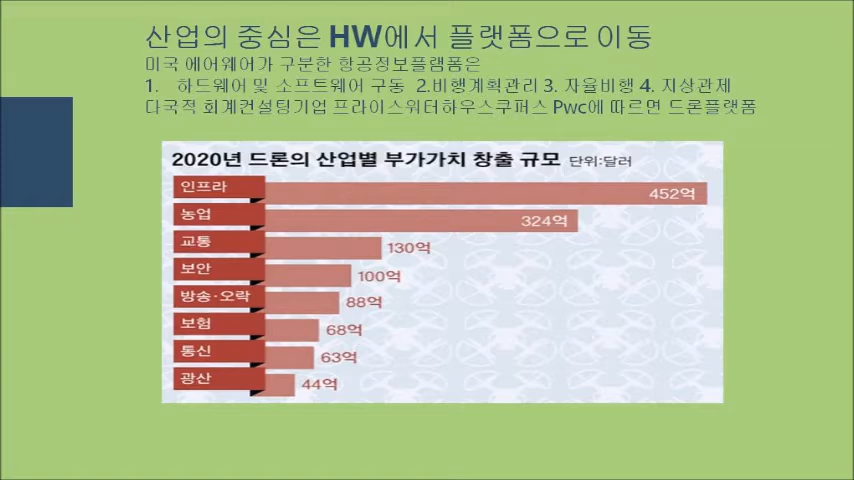 산업의 중심은 HW에서 플랫폼으로 이동
미국 에어웨어가 구분한 항공정보플램폼은
1. 하드웨어 및 소프트웨어 구동 2.비행계획관리 3. 자율비행 4. 지상관제
다국적 회계컨설팅기업 프라이스워터하우스쿠퍼스 Pwc에 따르면 드론플랫폼
2020년 드론의 산업별 부가가치 창출 규모 단위:달러
인프라 452억
농업 324억
교통 130억
보안 100억
방송·오락 88억
보험 68억
통신 63억
광산 44억